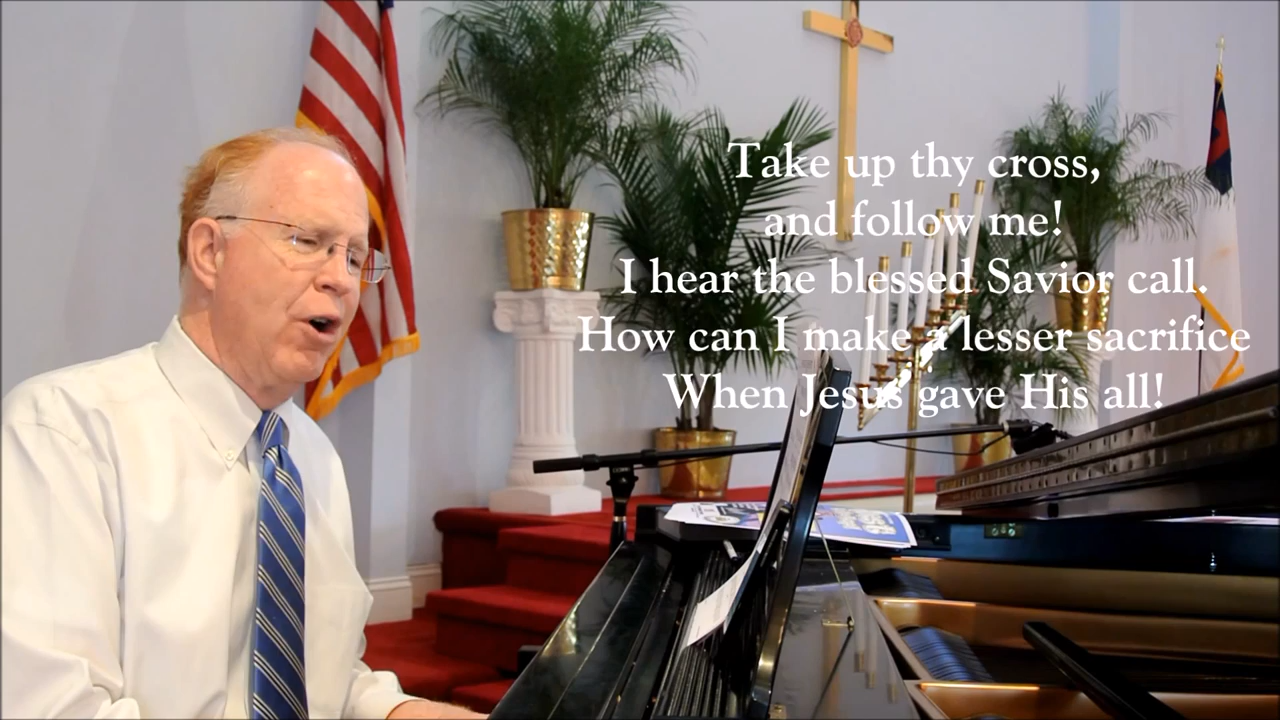 Take up thy cross,
and follow me!
I hear the blessed Savior call.
How can I make a lesser sacrifice
When Jesus gave His all!